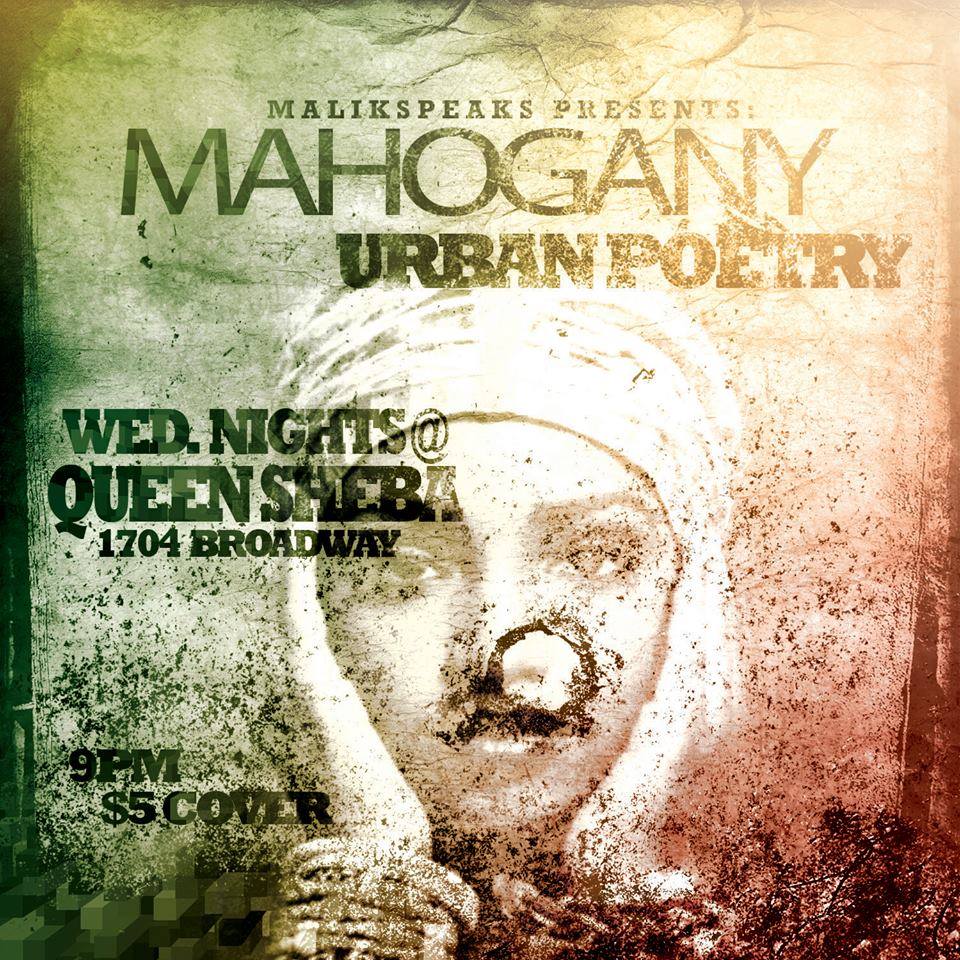 MALIKSPEAKS PRESENTS:
MAHOGANY
URBAN POETRY
WED. NIGHTS @
QUEEN SHEBA
1704 BROADWAY
9PM
$5 COVER